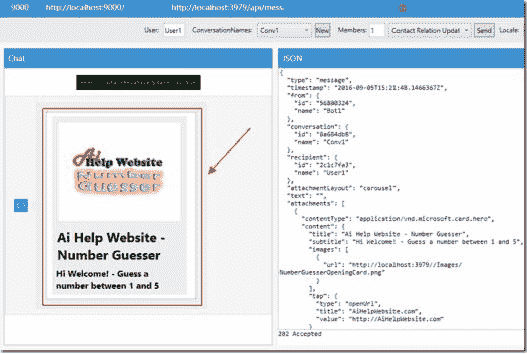 9000 http://localhost:9000/ http://localhost:3979/api/mess
User: User1 ConversationNames: Conv1 New Members: 1 Contact Relation Updat Send Locale:
Chat
JSON
{
"type": "message",
"timestamp": "2016-09-05T15:21:48.1466367Z",
"from": {
"id": "56800324",
"name": "Bot1"
},
"conversation": {
"id": "8a684db8",
"name": "Conv1"
},
"recipient": {
"id": "2c1c7fa3",
"name": "User1"
},
"attachmentLayout": "carousel",
"text": "",
"attachments": [
{
"contentType": "application/vnd.microsoft.card.hero",
"content": {
"title": "Ai Help Website - Number Guesser",
"subtitle": "Hi Welcome! - Guess a number between 1 and 5",
"images": [
{
"url": "http://localhost:3979//Images/
NumberGuesserOpeningCard.png"
}
],
"tap": {
"type": "openUrl",
"title": "AiHelpWebsite.com",
"value": "http://AiHelpWebsite.com"
}
202 Accepted
Ai Help Website
Number
Guesser
Ai Help Website -
Number Guesser
Hi Welcome! - Guess a
number between 1 and 5